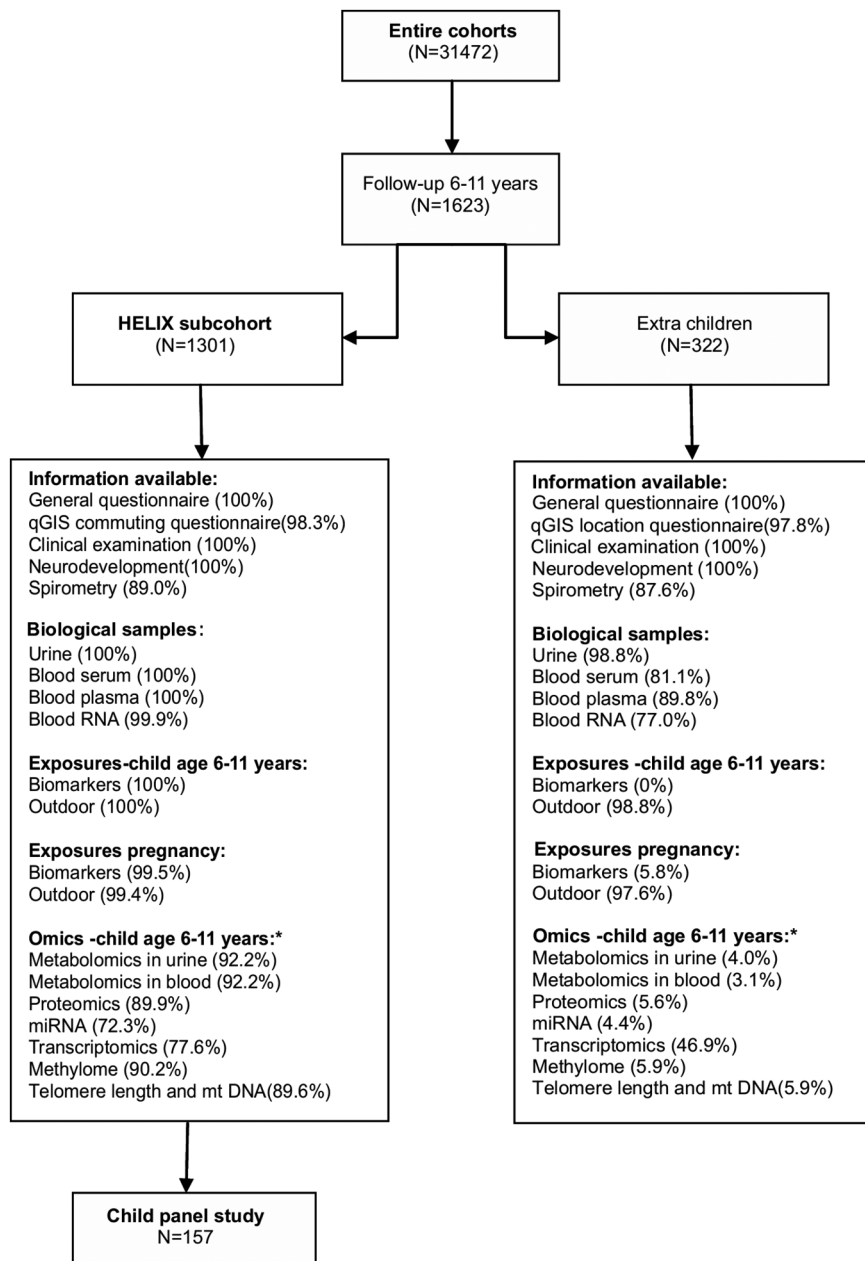 Entire cohorts
(N=31472)
Follow-up 6-11 years
(N=1623)
HELIX subcohort
(N=1301)
Extra children
(N=322)
Information available:
General questionnaire (100%)
qGIS commuting questionnaire(98.3%)
Clinical examination (100%)
Neurodevelopment(100%)
Spirometry (89.0%)
Biological samples:
Urine (100%)
Blood serum (100%)
Blood plasma (100%)
Blood RNA (99.9%)
Exposures-child age 6-11 years:
Biomarkers (100%)
Outdoor (100%)
Exposures pregnancy:
Biomarkers (99.5%)
Outdoor (99.4%)
Omics -child age 6-11 years:*
Metabolomics in urine (92.2%)
Metabolomics in blood (92.2%)
Proteomics (89.9%)
miRNA (72.3%)
Transcriptomics (77.6%)
Methylome (90.2%)
Telomere length and mt DNA(89.6%)
Information available:
General questionnaire (100%)
qGIS location questionnaire(97.8%)
Clinical examination (100%)
Neurodevelopment (100%)
Spirometry (87.6%)
Biological samples:
Urine (98.8%)
Blood serum (81.1%)
Blood plasma (89.8%)
Blood RNA (77.0%)
Exposures -child age 6-11 years:
Biomarkers (0%)
Outdoor (98.8%)
Exposures pregnancy:
Biomarkers (5.8%)
Outdoor (97.6%)
Omics -child age 6-11 years:*
Metabolomics in urine (4.0%)
Metabolomics in blood (3.1%)
Proteomics (5.6%)
miRNA (4.4%)
Transcriptomics (46.9%)
Methylome (5.9%)
Telomere length and mt DNA(5.9%)
Child panel study
N=157